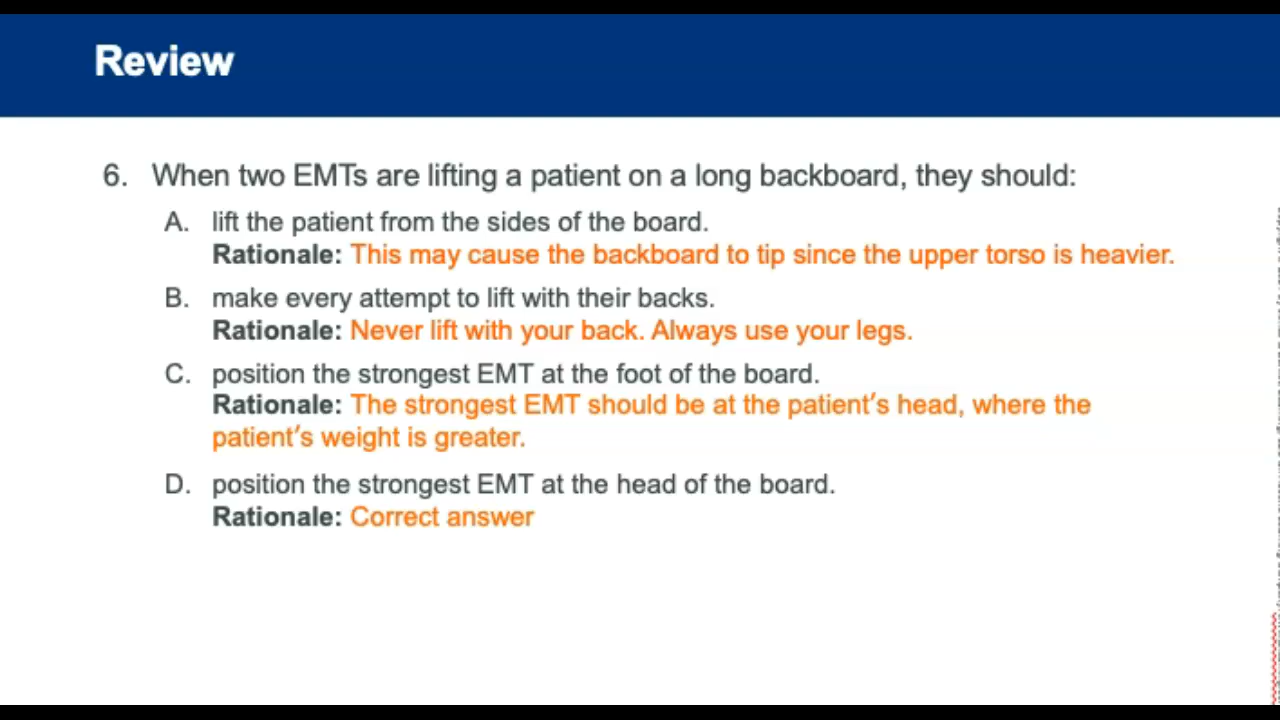 Review
6. When two EMTs are lifting a patient on a long backboard, they should:
A. lift the patient from the sides of the board.
Rationale: This may cause the backboard to tip since the upper torso is heavier.
B. make every attempt to lift with their backs.
Rationale: Never lift with your back. Always use your legs.
C. position the strongest EMT at the foot of the board.
Rationale: The strongest EMT should be at the patient's head, where the
patient's weight is greater.
D. position the strongest EMT at the head of the board.
Rationale: Correct answer